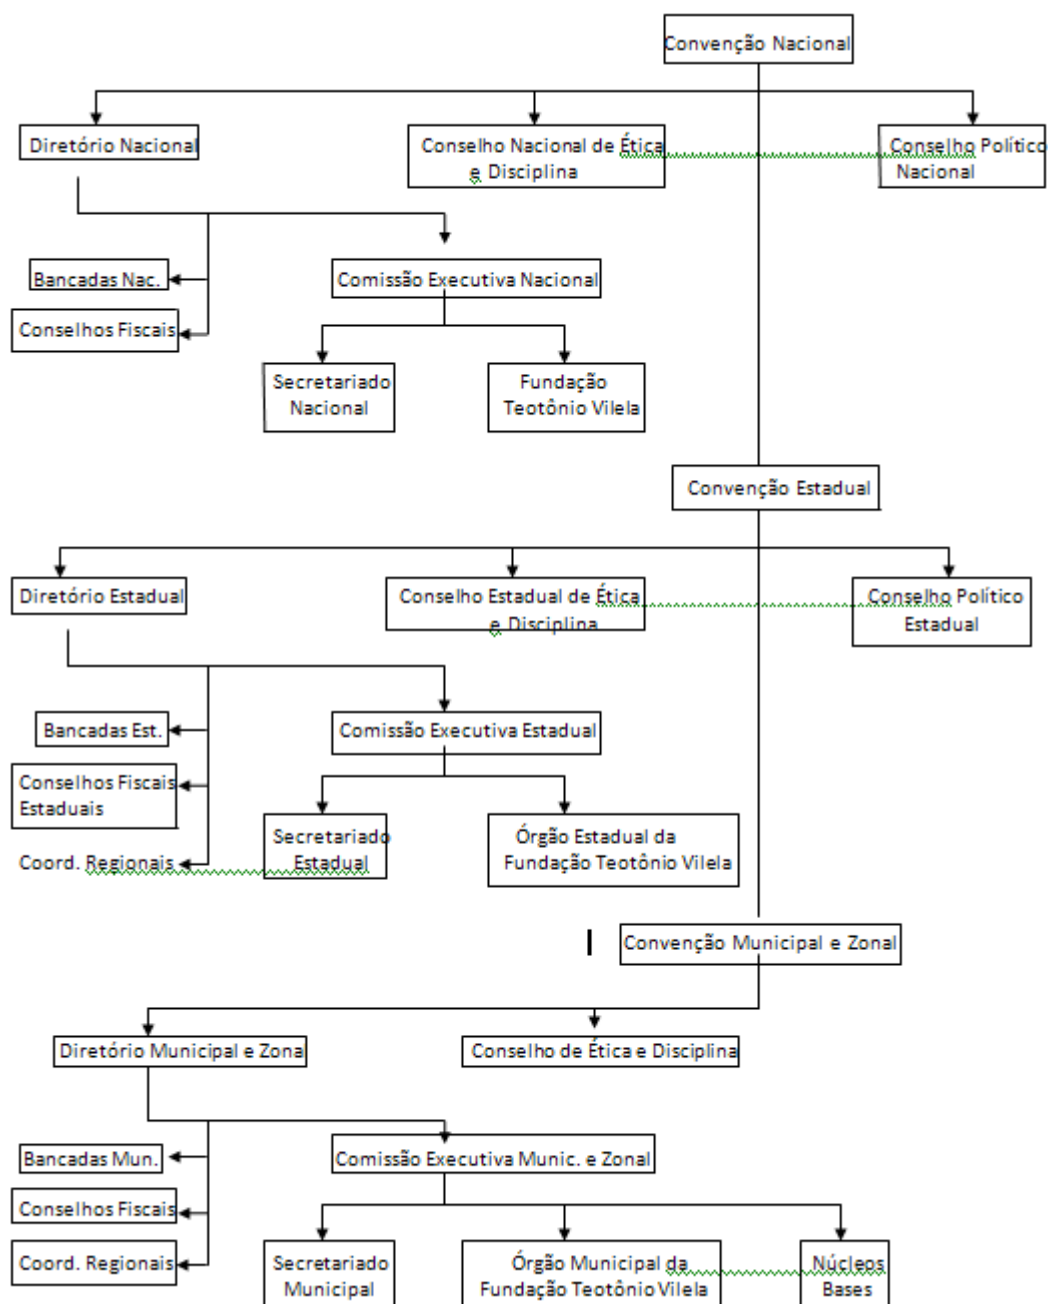 Convenção Nacional
Diretório Nacional
Conselho Nacional de Ética
e Disciplina
Conselho Político
Nacional
Bancadas Nac.
Comissão Executiva Nacional
Conselhos Fiscais
Secretariado
Nacional
Fundação
Teotônio Vilela
Convenção Estadual
Diretório Estadual
Conselho Estadual de Ética
e Disciplina
Conselho Político
Estadual
Bancadas Est.
Comissão Executiva Estadual
Conselhos Fiscais
Estaduais
Coord. Regionais
Secretariado
Estadual
Órgão Estadual da
Fundação Teotônio Vilela
Convenção Municipal e Zonal
Diretório Municipal e Zonal
Conselho de Ética e Disciplina
Bancadas Mun.
Comissão Executiva Munic. e Zonal
Conselhos Fiscais
Coord. Regionais
Secretariado
Municipal
Órgão Municipal da
Fundação Teotônio Vilela
Núcleos
Bases